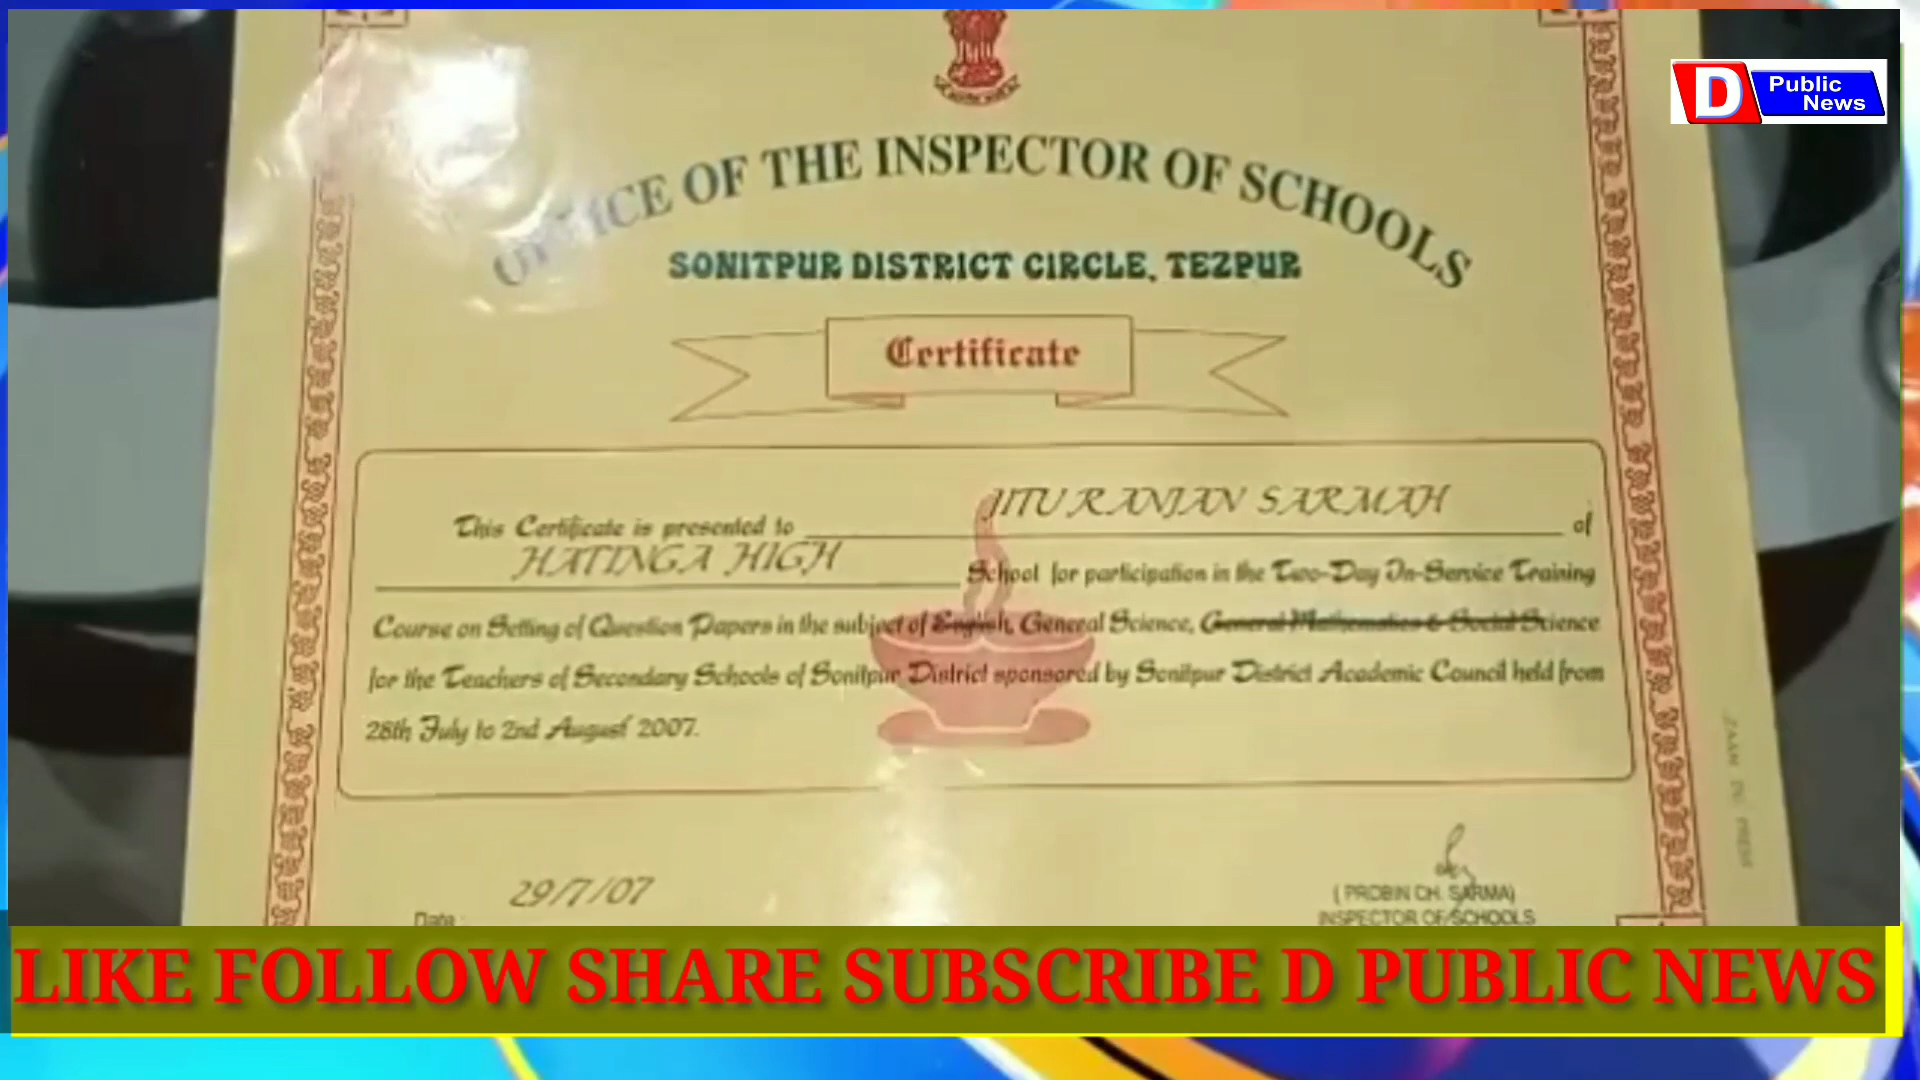 D Public
News
OFFICE OF THE INSPECTOR OF SCHOOLS
SONITPUR DISTRICT CIRCLE, TEZPUR
Certificate
This Certificate is presented to JITU RANJAN SARMAH of
HATINGA HIGH School for participation in the Two-Day In-Service Training
Course on Setting of Question Papers in the subject of English, General Science, General Mathematics & Social Science
for the Teachers of Secondary Schools of Sonitpur District sponsored by Sonitpur District Academic Council held from
28th July to 2nd August 2007.
Date : 29/7/07
( PROBIN CH. SARMA)
INSPECTOR OF SCHOOLS
LIKE FOLLOW SHARE SUBSCRIBE D PUBLIC NEWS